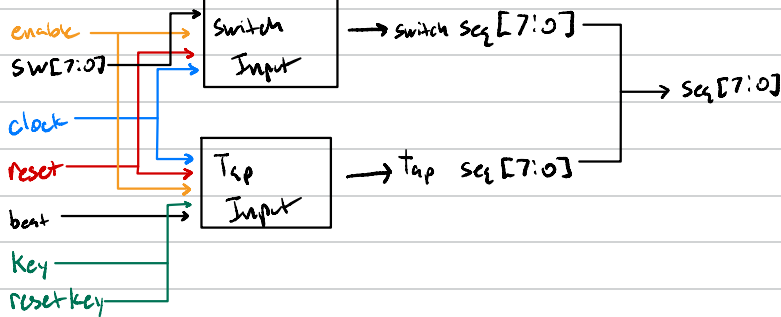 enable
SW[7:0]
clock
reset
beat
Key
reset key
Switch
Input
Tap
Input
switch seq[7:0]
tap seq[7:0]
seq[7:0]